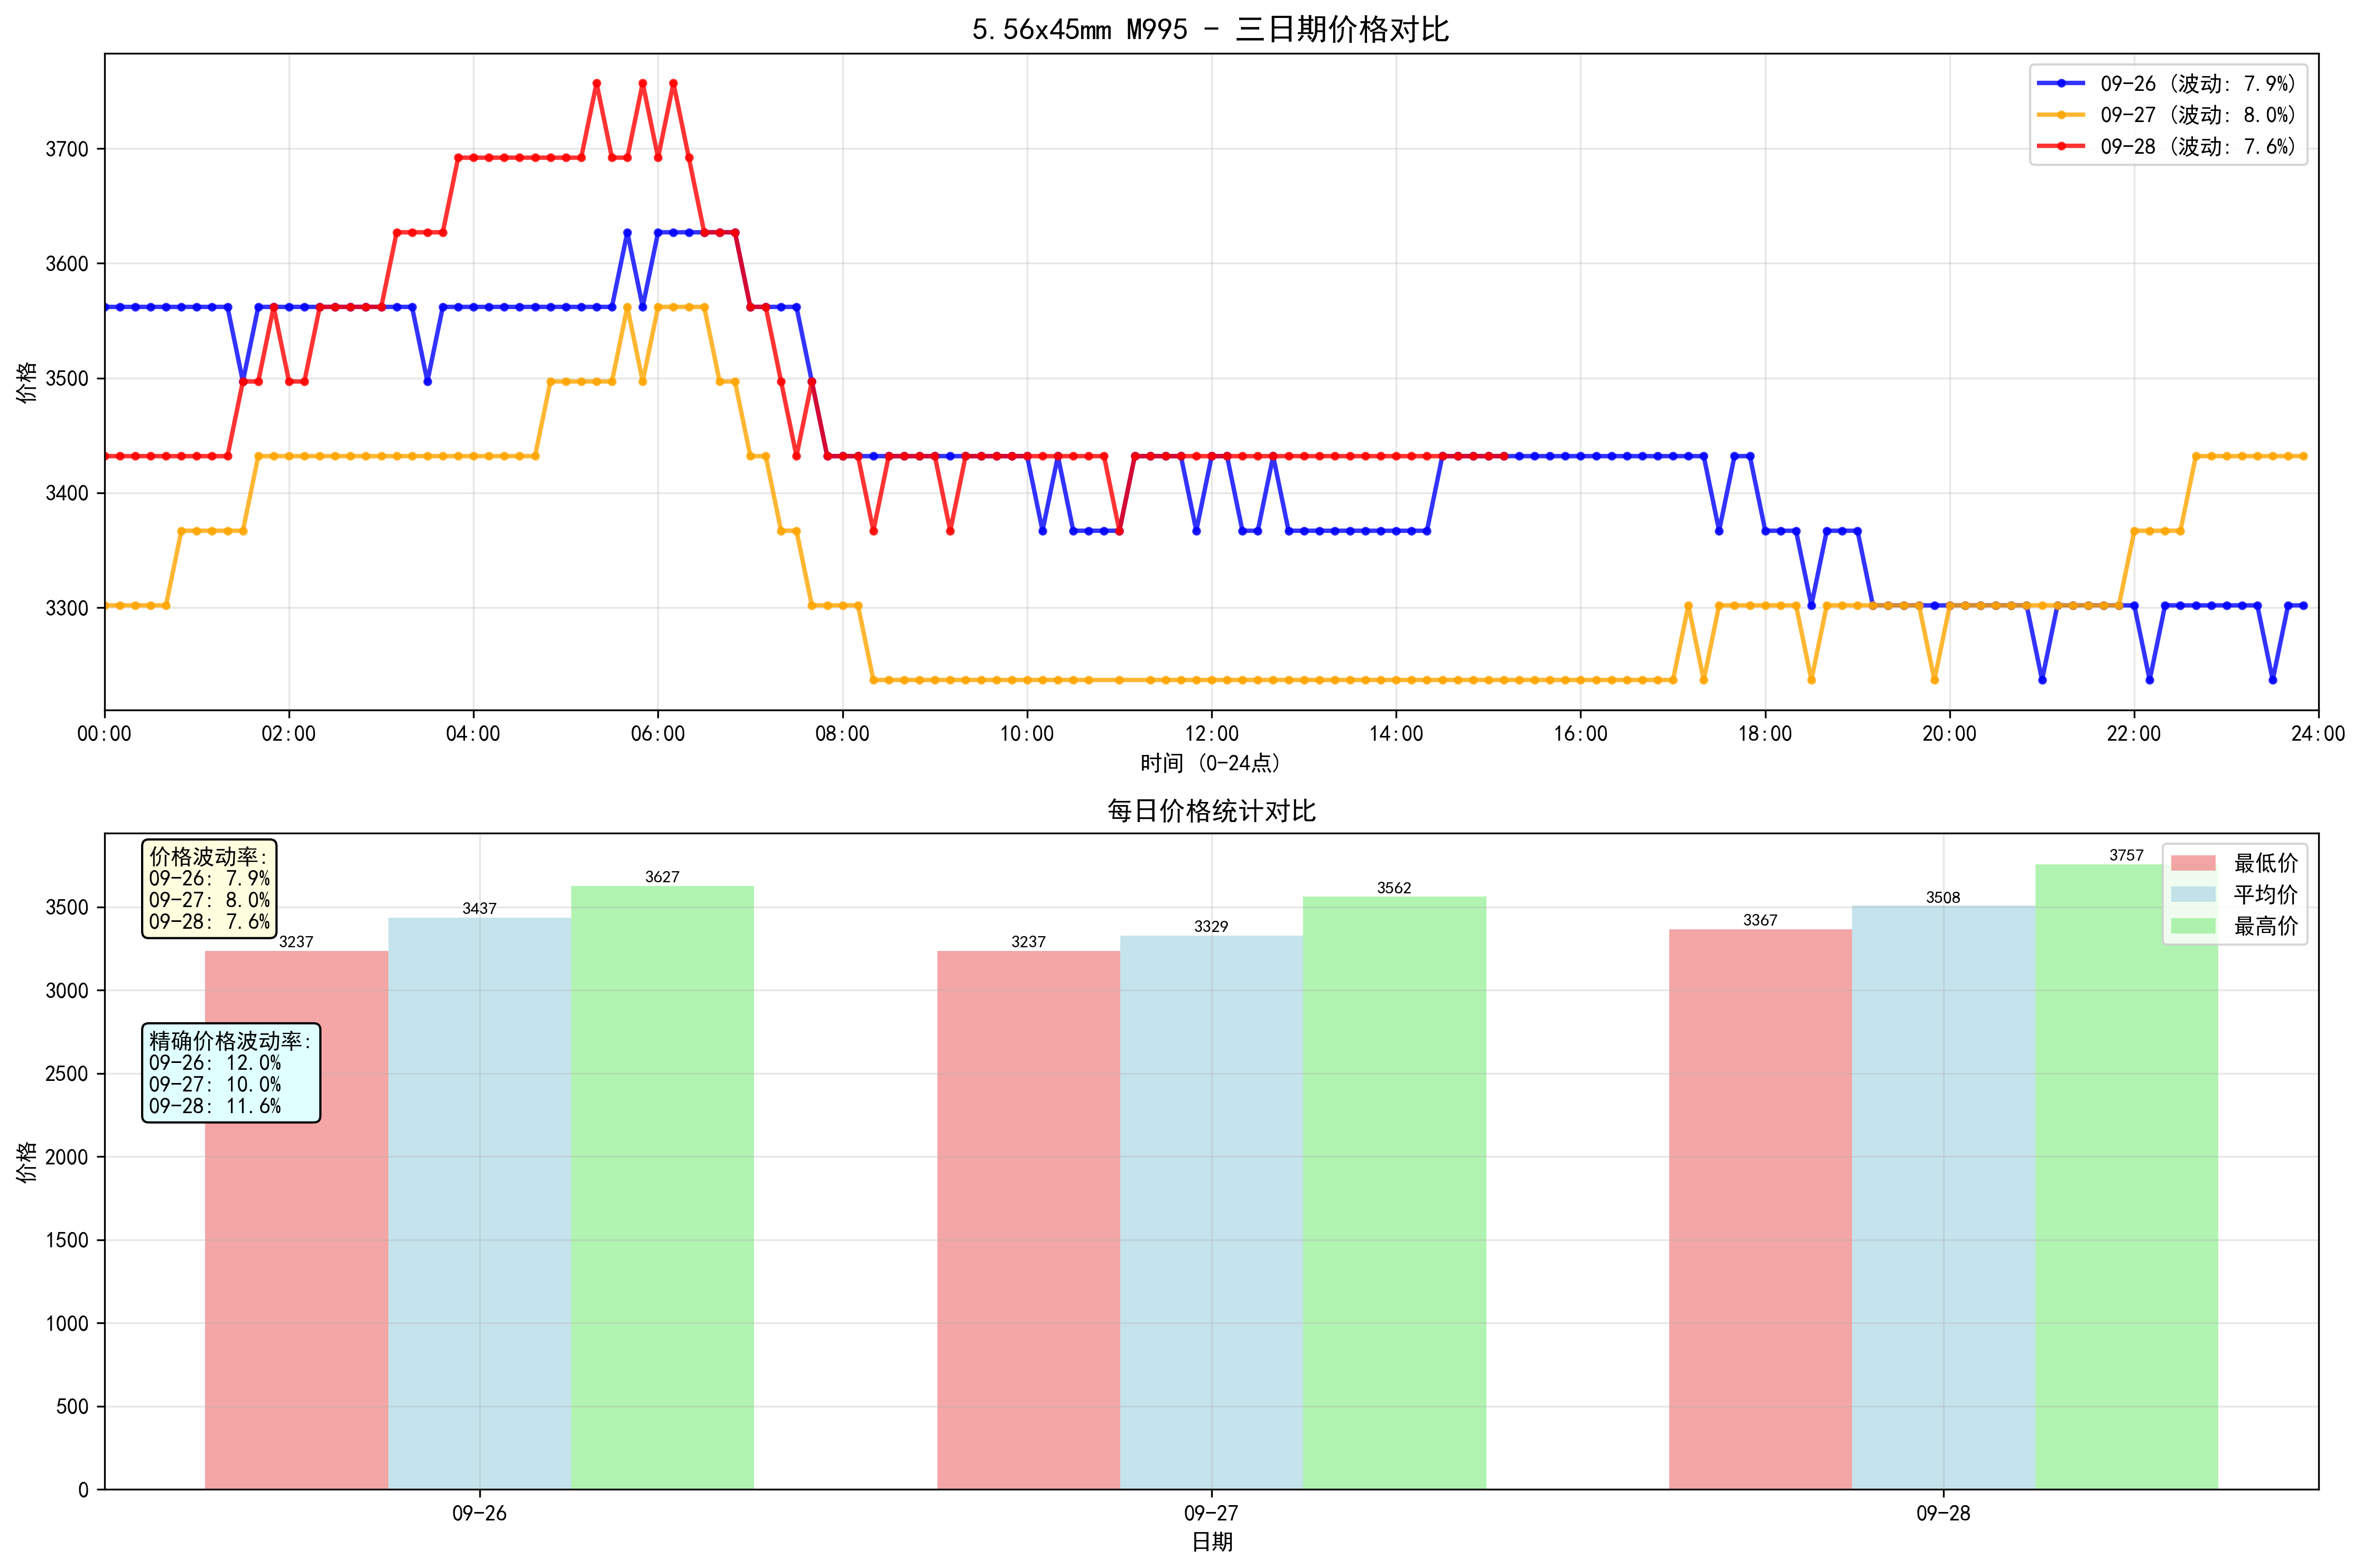 5.56x45mm M995 - 三日期价格对比
09-26 (波动: 7.9%)
09-27 (波动: 8.0%)
09-28 (波动: 7.6%)
3700
3600
3500
3400
3300
价格
00:00 02:00 04:00 06:00 08:00 10:00 12:00 14:00 16:00 18:00 20:00 22:00 24:00
时间 (0-24点)
每日价格统计对比
价格波动率:
09-26: 7.9%
09-27: 8.0%
09-28: 7.6%
精确价格波动率:
09-26: 12.0%
09-27: 10.0%
09-28: 11.6%
最低价
平均价
最高价
3237 3437 3627 3237 3329 3562 3367 3508 3757
3500
3000
2500
2000
1500
1000
500
0
价格
09-26 09-27 09-28
日期